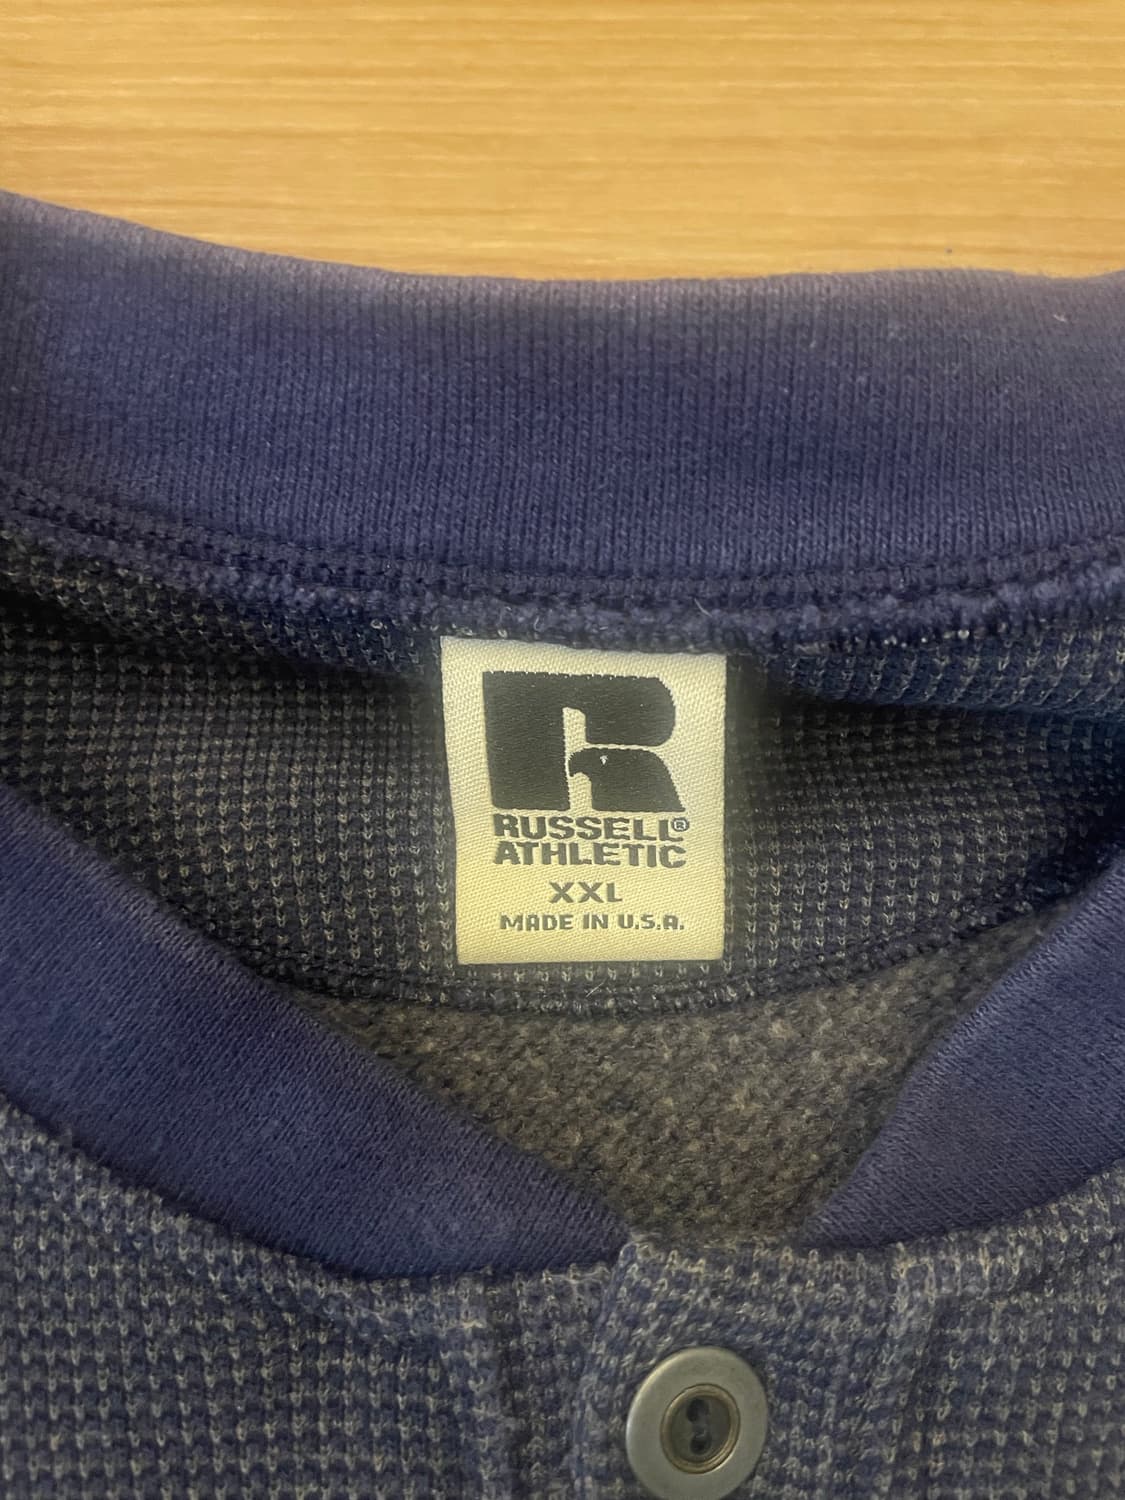 R
RUSSELL®
ATHLETIC
XXL
MADE IN U.S.A.